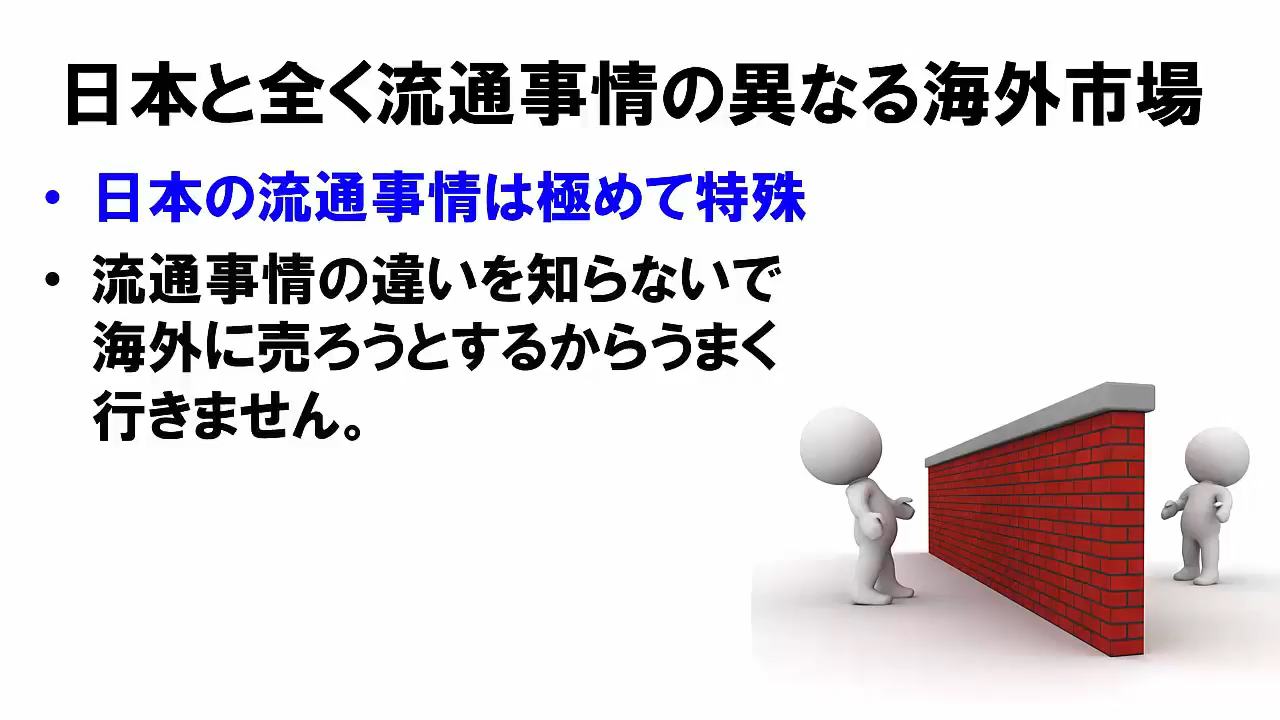 日本と全く流通事情の異なる海外市場
• 日本の流通事情は極めて特殊
• 流通事情の違いを知らないで
海外に売ろうとするからうまく
行きません。